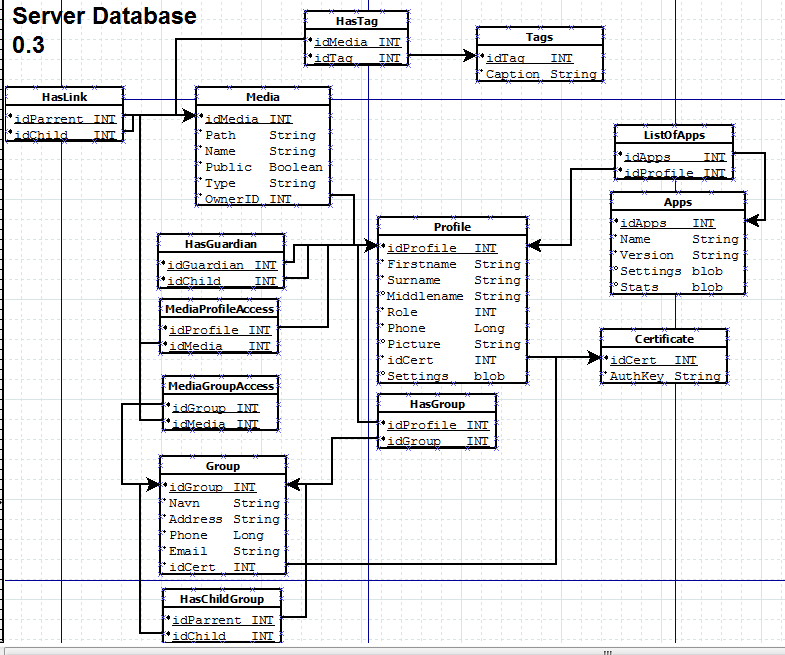 Server Database
0.3
HasTag
idMedia INT
idTag INT
Tags
idTag INT
Caption String
HasLink
idParent INT
idChild INT
Media
idMedia INT
Path String
Name String
Public Boolean
Type String
OwnerID INT
ListOfApps
idApps INT
idProfile INT
Apps
idApps INT
Name String
Version String
Settings blob
Stats blob
Profile
idProfile INT
Firstname String
Surname String
Middlename String
Role INT
Phone Long
Picture String
idCert INT
Settings blob
HasGuardian
idGuardian INT
idChild INT
MediaProfileAccess
idProfile INT
idMedia INT
Certificate
idCert INT
AuthKey String
MediaGroupAccess
idGroup INT
idMedia INT
HasGroup
idProfile INT
idGroup INT
Group
idGroup INT
Navn String
Address String
Phone Long
Email String
idCert INT
HasChildGroup
idParent INT
idChild INT